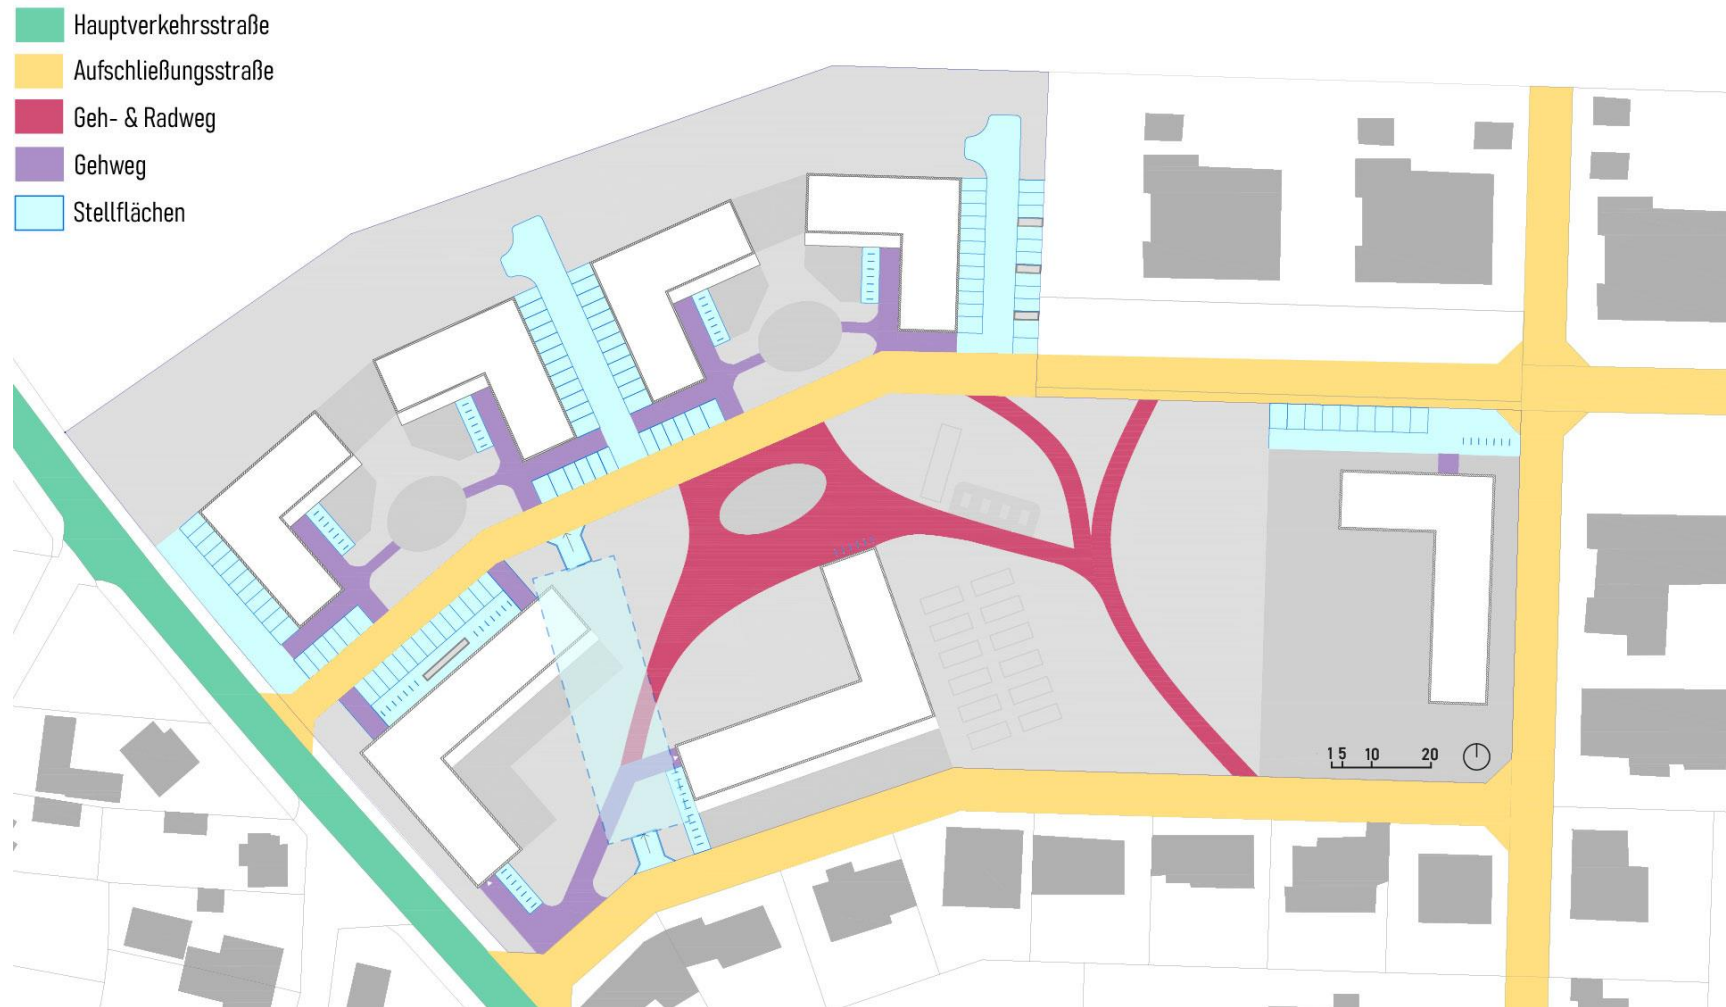 Hauptverkehrsstraße
Aufschließungsstraße
Geh- & Radweg
Gehweg
Stellflächen
1 5 10 20